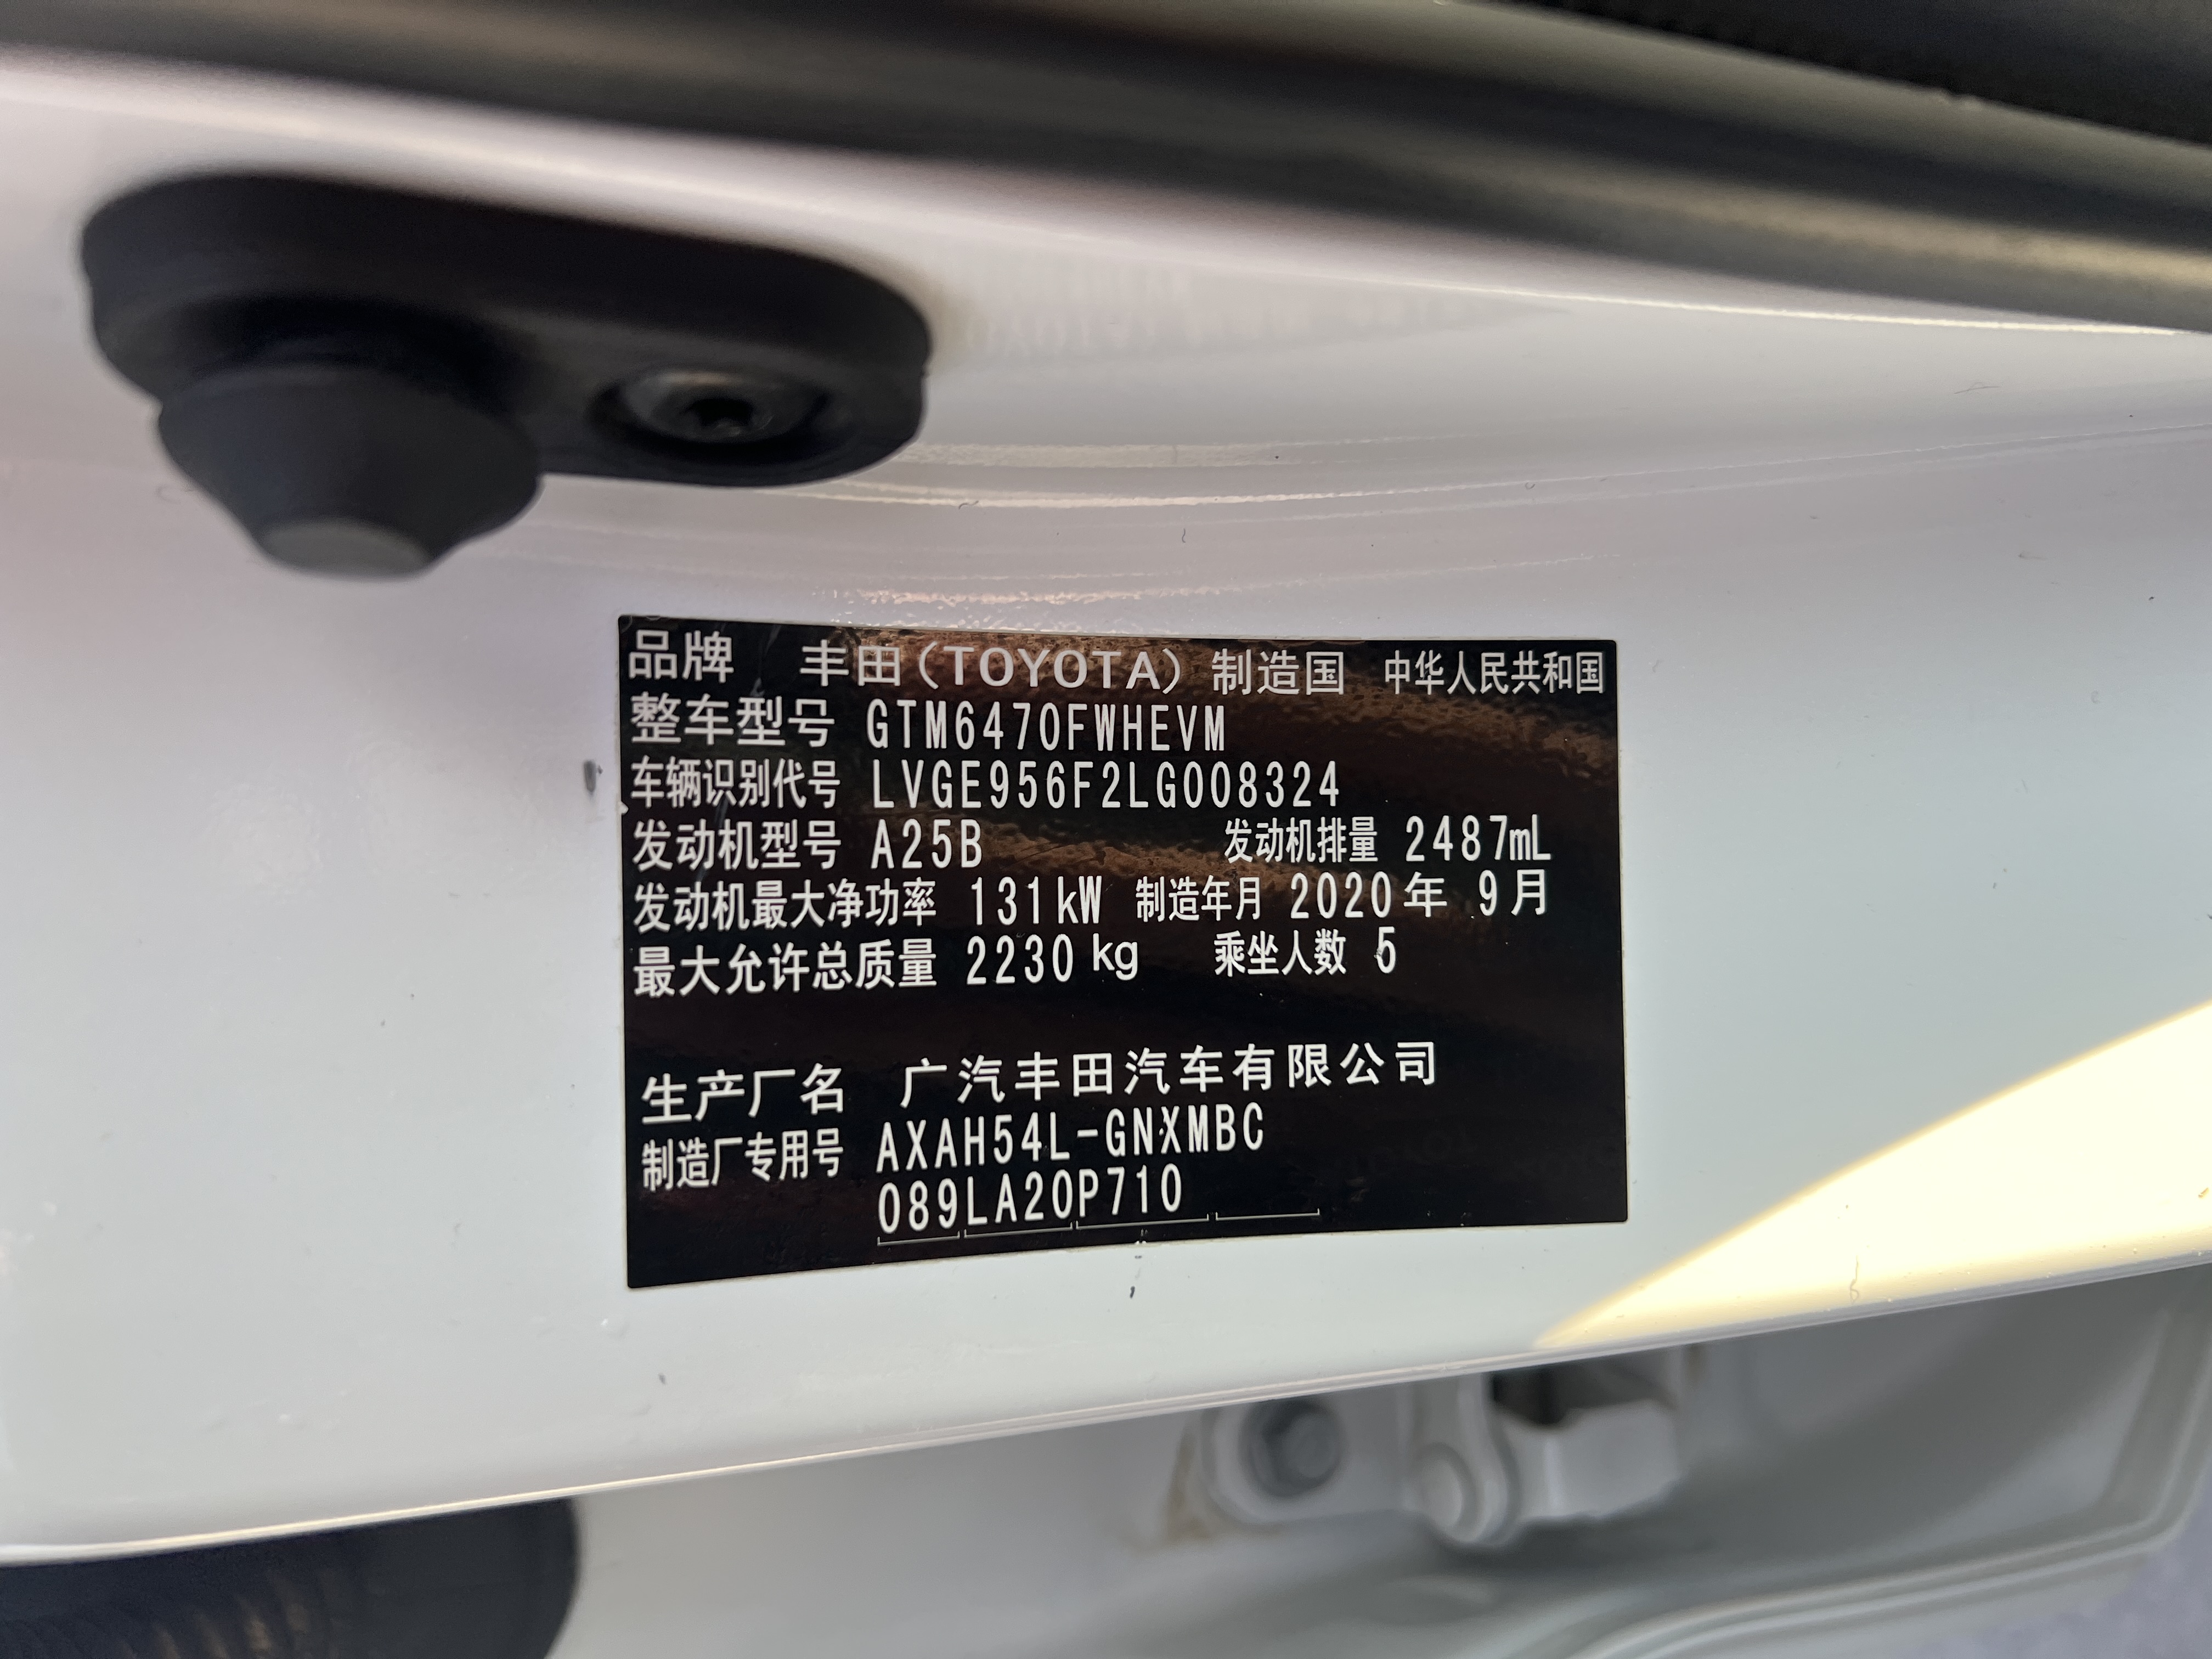 品牌 丰田(TOYOTA) 制造国 中华人民共和国
整车型号 GTM6470FWHEVM
车辆识别代号 LVGE956F2LG008324
发动机型号 A25B 发动机排量 2487mL
发动机最大净功率 131kW 制造年月 2020年 9月
最大允许总质量 2230 kg 乘坐人数 5
生产厂名 广汽丰田汽车有限公司
制造厂专用号 AXAH54L-GNXMBC
089LA20P710